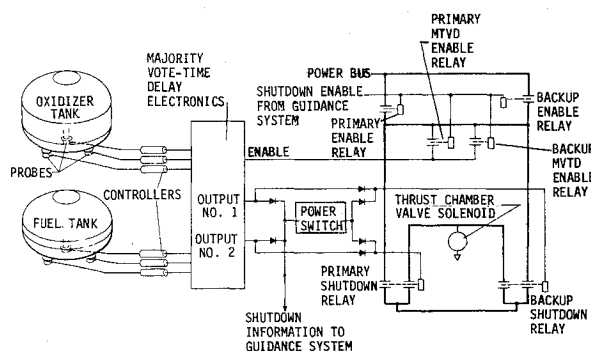 PRIMARY
MTVD
ENABLE
RELAY
MAJORITY
VOTE-TIME
DELAY
ELECTRONICS
POWER BUS
SHUTDOWN ENABLE
FROM GUIDANCE
SYSTEM
PRIMARY
ENABLE
RELAY
BACKUP
ENABLE
RELAY
BACKUP
MVTD
ENABLE
RELAY
OXIDIZER
TANK
PROBES
CONTROLLERS
FUEL TANK
ENABLE
OUTPUT
NO. 1
OUTPUT
NO. 2
POWER
SWITCH
THRUST CHAMBER
VALVE SOLENOID
PRIMARY
SHUTDOWN
RELAY
BACKUP
SHUTDOWN
RELAY
SHUTDOWN
INFORMATION TO
GUIDANCE SYSTEM